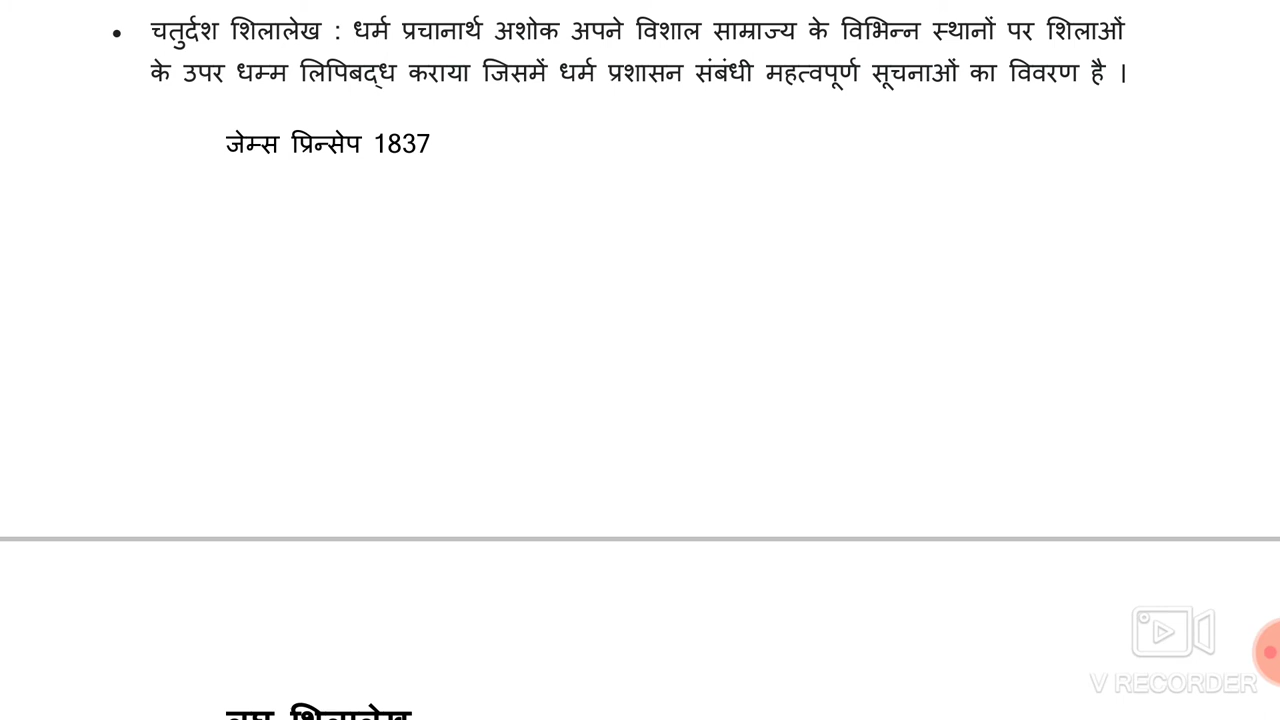 • चतुर्दश शिलालेख : धर्म प्रचानार्थ अशोक अपने विशाल साम्राज्य के विभिन्न स्थानों पर शिलाओं
के उपर धम्म लिपिबद्ध कराया जिसमें धर्म प्रशासन संबंधी महत्वपूर्ण सूचनाओं का विवरण है ।
जेम्स प्रिन्सेप 1837
V RECORDER
लघु शिलालेख